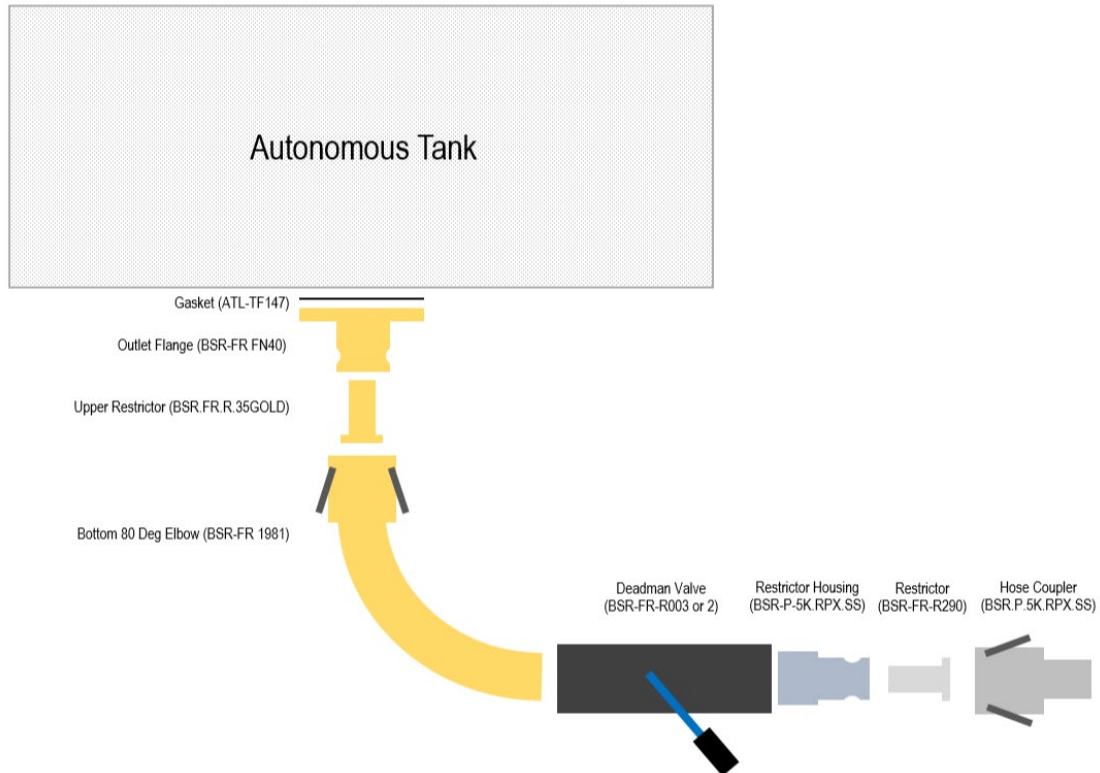 Autonomous Tank
Gasket (ATL-TF147)
Outlet Flange (BSR-FR FN40)
Upper Restrictor (BSR.FR.R.35GOLD)
Bottom 80 Deg Elbow (BSR-FR 1981)
Deadman Valve
(BSR-FR-R003 or 2)
Restrictor Housing
(BSR-P-5K.RPX.SS)
Restrictor
(BSR-FR-R290)
Hose Coupler
(BSR.P.5K.RPX.SS)